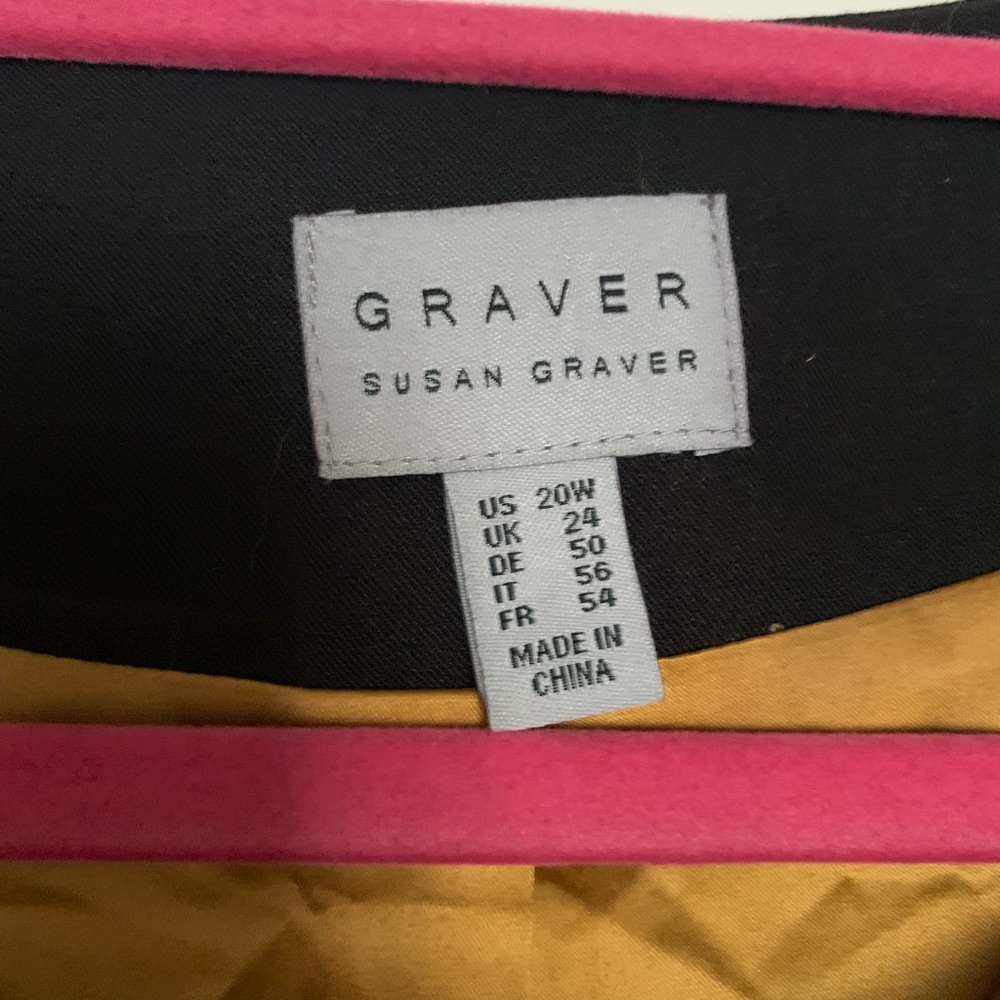 GRAVER
SUSAN GRAVER
US 20W
UK 24
DE 50
IT 56
FR 54
MADE IN
CHINA